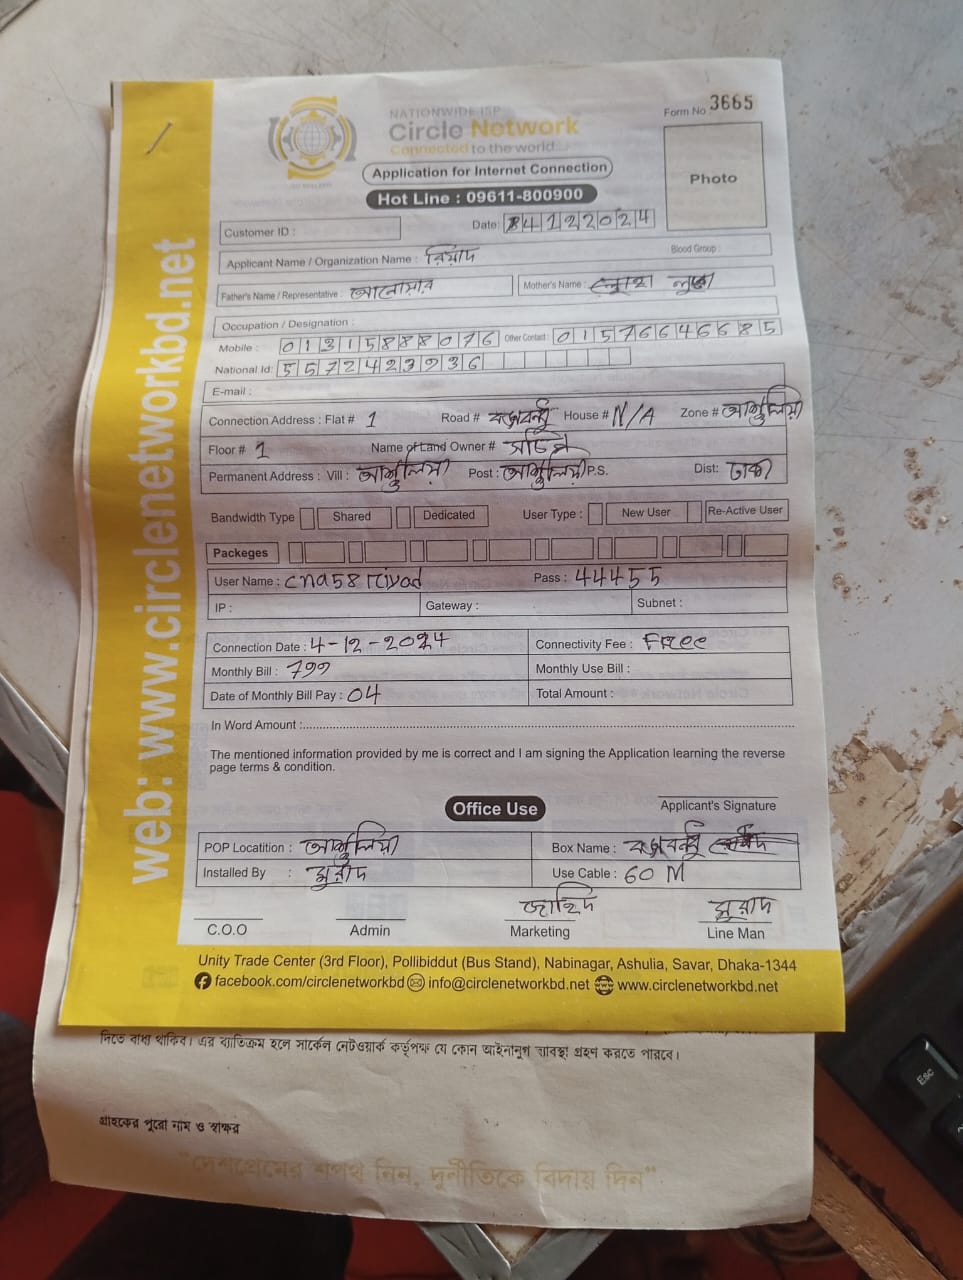 NATIONWIDE ISP
Circle Network
Connected to the world...
Form No 3665
Photo
Application for Internet Connection
Hot Line : 09611-800900
Customer ID :
Date: 04122024
Applicant Name / Organization Name : রিয়াদ
Blood Group :
Father's Name / Representative : আনোয়ার Mother's Name :
Occupation / Designation :
Mobile : 01315888076 Other Contact : 01576646685
National Id: 5572423936
E-mail :
Connection Address : Flat # 1 Road # House # N/A Zone # আশুলিয়া
Floor # 1 Name of Land Owner #
Permanent Address : Vill : আশুলিয়া Post : আশুলিয়া P.S. Dist: ঢাকা
Bandwidth Type Shared Dedicated User Type : New User Re-Active User
Packeges
User Name : cna58riyad Pass : 44455
IP : Gateway : Subnet :
Connection Date : 4-12-2024 Connectivity Fee : Free
Monthly Bill : 799 Monthly Use Bill :
Date of Monthly Bill Pay : 04 Total Amount :
In Word Amount :
The mentioned information provided by me is correct and I am signing the Application learning the reverse
page terms & condition.
Office Use
Applicant's Signature
POP Locatition : আশুলিয়া Box Name :
Installed By : মুরাদ Use Cable : 60 M
জাহিদ মুরাদ
C.O.O Admin Marketing Line Man
Unity Trade Center (3rd Floor), Pollibiddut (Bus Stand), Nabinagar, Ashulia, Savar, Dhaka-1344
facebook.com/circlenetworkbd info@circlenetworkbd.net www.circlenetworkbd.net
web: www.circlenetworkbd.net
দিতে বাধ্য থাকিব। এর ব্যতিক্রম হলে সার্কেল নেটওয়ার্ক কর্তৃপক্ষ যে কোন আইনানুগ ব্যবস্থা গ্রহণ করতে পারবে।
গ্রাহকের পুরো নাম ও স্বাক্ষর
"দেশপ্রেমের শপথ নিন, দুর্নীতিকে বিদায় দিন"
Esc